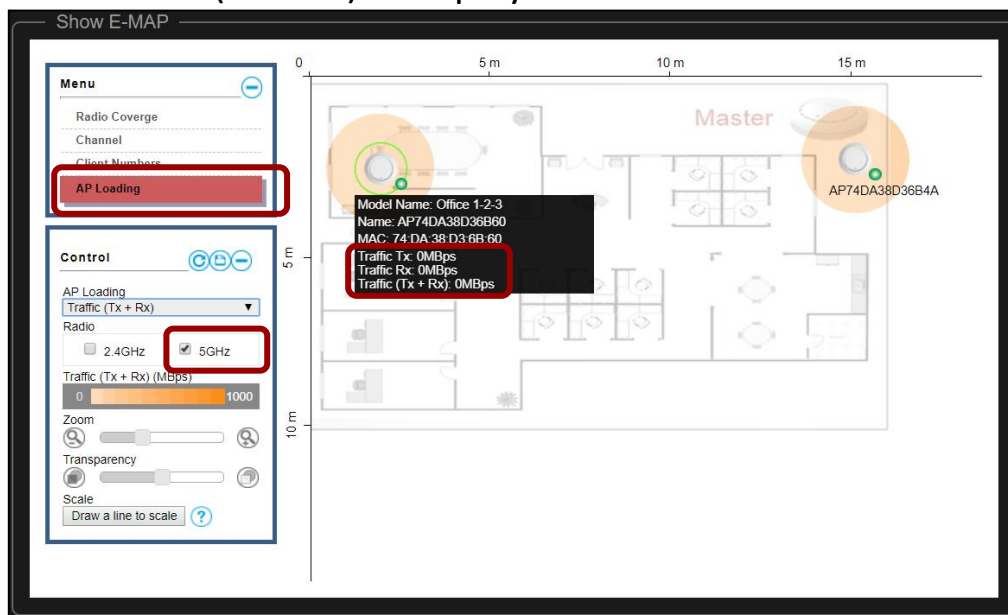 Show E-MAP
Menu
Radio Coverge
Channel
Client Numbers
AP Loading
Control
AP Loading
Traffic (Tx + Rx)
Radio
2.4GHz
5GHz
Traffic (Tx + Rx) (MBps)
0
1000
Zoom
Transparency
Scale
Draw a line to scale
?
0
5 m
10 m
15 m
5 m
10 m
Master
AP74DA38D36B4A
Model Name: Office 1-2-3
Name: AP74DA38D36B60
MAC: 74:DA:38:D3:6B:60
Traffic Tx: 0MBps
Traffic Rx: 0MBps
Traffic (Tx + Rx): 0MBps